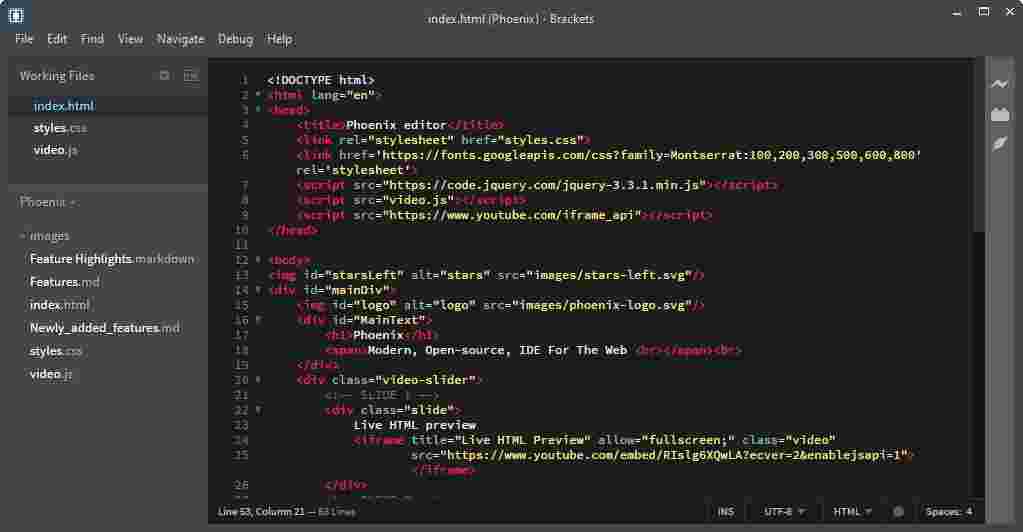 index.html (Phoenix) - Brackets
File Edit Find View Navigate Debug Help
Working Files
index.html
styles.css
video.js
Phoenix
images
Feature Highlights.markdown
Features.md
index.html
Newly_added_features.md
styles.css
video.js
1 <!DOCTYPE html>
2 <html lang="en">
3 <head>
4 <title>Phoenix editor</title>
5 <link rel="stylesheet" href="styles.css">
6 <link href='https://fonts.googleapis.com/css?family=Montserrat:100,200,300,500,600,800'
rel='stylesheet'>
7 <script src="https://code.jquery.com/jquery-3.3.1.min.js"></script>
8 <script src="video.js"></script>
9 <script src="https://www.youtube.com/iframe_api"></script>
10 </head>
11
12 <body>
13 <img id="starsLeft" alt="stars" src="images/stars-left.svg"/>
14 <div id="mainDiv">
15 <img id="logo" alt="logo" src="images/phoenix-logo.svg"/>
16 <div id="MainText">
17 <h1>Phoenix</h1>
18 <span>Modern, Open-source, IDE For The Web <br></span><br>
19 </div>
20 <div class="video-slider">
21 <!-- SLIDE 1 -->
22 <div class="slide">
23 Live HTML preview
24 <iframe title="Live HTML Preview" allow="fullscreen;" class="video"
25 src="https://www.youtube.com/embed/RIslg6XQwLA?ecver=2&enablejsapi=1">
</iframe>
26 </div>
Line 53, Column 21 — 63 Lines
INS UTF-8 HTML Spaces: 4